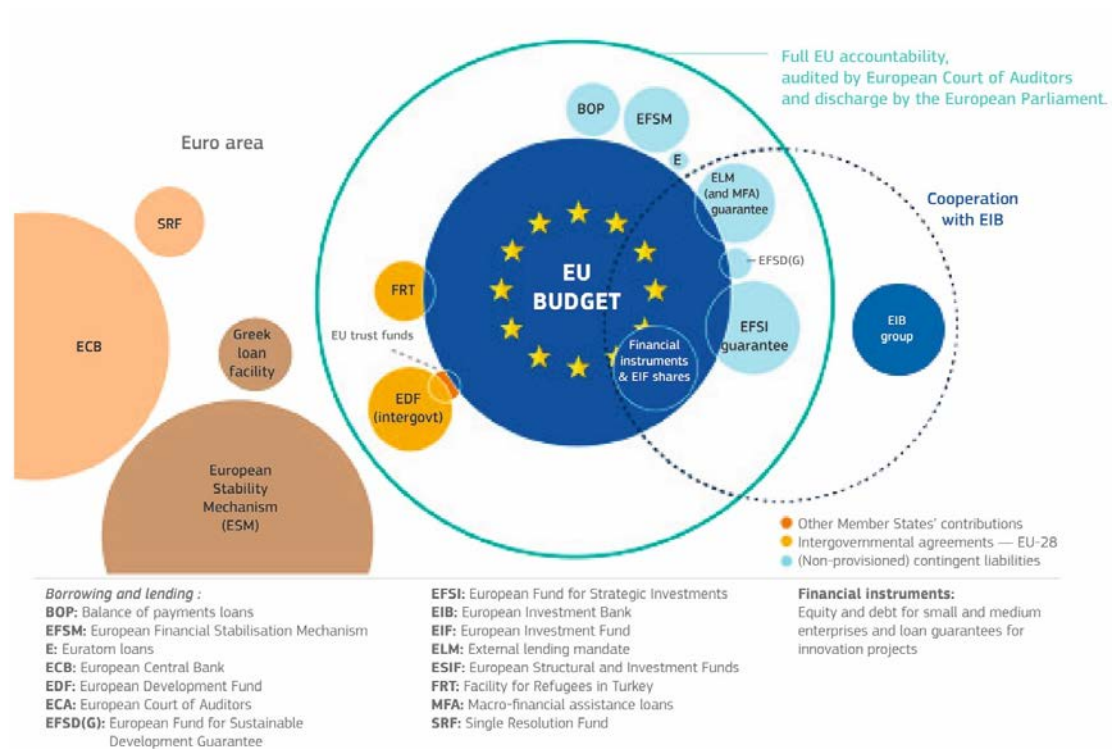 Full EU accountability,
audited by European Court of Auditors
and discharge by the European Parliament.
BOP
EFSM
E
Euro area
ELM
(and MFA)
guarantee
Cooperation
with EIB
SRF
EFSD(G)
EU
BUDGET
FRT
EU trust funds
EFSI
guarantee
EIB
group
ECB
Greek
loan
facility
Financial
instruments
& EIF shares
EDF
(intergovt)
European
Stability
Mechanism
(ESM)
Other Member States' contributions
Intergovernmental agreements — EU-28
(Non-provisioned) contingent liabilities
Borrowing and lending :
BOP: Balance of payments loans
EFSM: European Financial Stabilisation Mechanism
E: Euratom loans
ECB: European Central Bank
EDF: European Development Fund
ECA: European Court of Auditors
EFSD(G): European Fund for Sustainable
Development Guarantee
EFSI: European Fund for Strategic Investments
EIB: European Investment Bank
EIF: European Investment Fund
ELM: External lending mandate
ESIF: European Structural and Investment Funds
FRT: Facility for Refugees in Turkey
MFA: Macro-financial assistance loans
SRF: Single Resolution Fund
Financial instruments:
Equity and debt for small and medium
enterprises and loan guarantees for
innovation projects